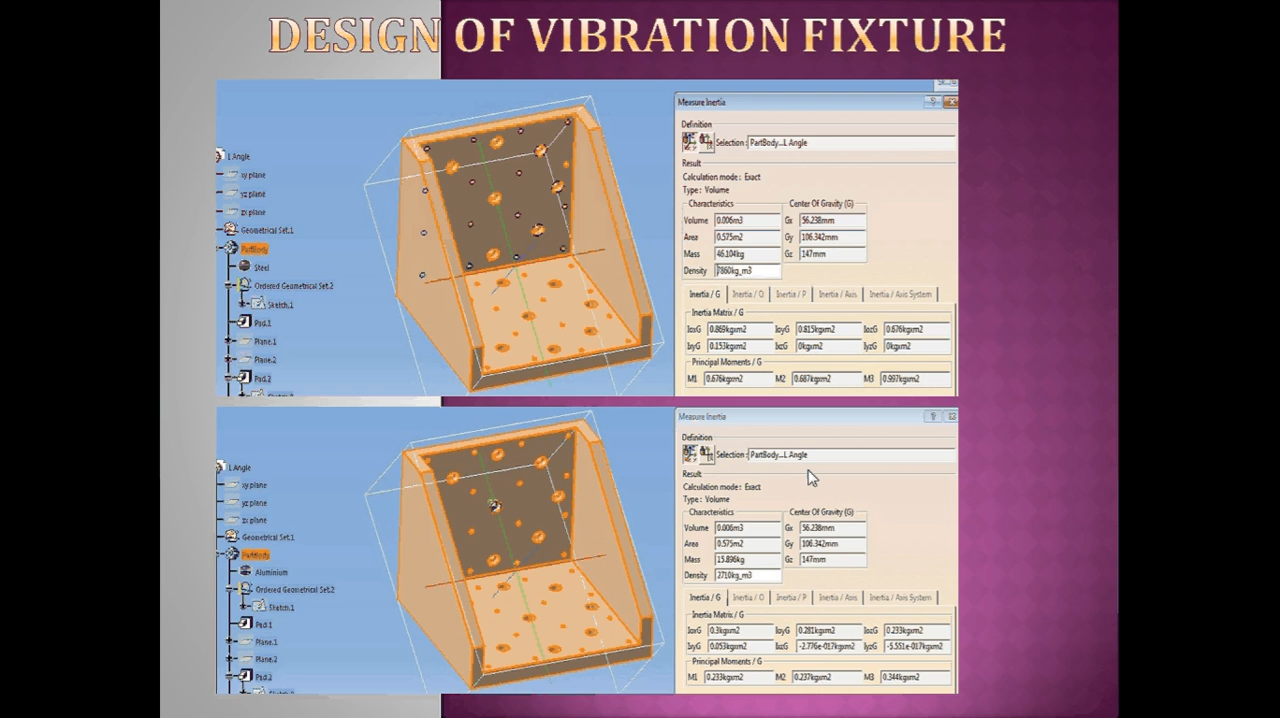 DESIGN OF VIBRATION FIXTURE
L Angle
xy plane
yz plane
zx plane
Geometrical Set.1
PartBody
Steel
Ordered Geometrical Set.2
Sketch.1
Pad.1
Plane.1
Plane.2
Pad.2
Measure Inertia
Definition
Selection : PartBody...L Angle
Result
Calculation mode : Exact
Type : Volume
Characteristics Center Of Gravity (G)
Volume 0.006m3 Gx 56.238mm
Area 0.575m2 Gy 106.342mm
Mass 46.104kg Gz 147mm
Density 7860kg_m3
Inertia / G Inertia / O Inertia / P Inertia / Axis Inertia / Axis System
Inertia Matrix / G
IoxG 0.869kgxm2 IoyG 0.815kgxm2 IozG 0.676kgxm2
IxyG 0.153kgxm2 IxzG 0kgxm2 IyzG 0kgxm2
Principal Moments / G
M1 0.676kgxm2 M2 0.687kgxm2 M3 0.997kgxm2
L Angle
xy plane
yz plane
zx plane
Geometrical Set.1
PartBody
Aluminium
Ordered Geometrical Set.2
Sketch.1
Pad.1
Plane.1
Plane.2
Pad.2
Measure Inertia
Definition
Selection : PartBody...L Angle
Result
Calculation mode : Exact
Type : Volume
Characteristics Center Of Gravity (G)
Volume 0.006m3 Gx 56.238mm
Area 0.575m2 Gy 106.342mm
Mass 15.896kg Gz 147mm
Density 2710kg_m3
Inertia / G Inertia / O Inertia / P Inertia / Axis Inertia / Axis System
Inertia Matrix / G
IoxG 0.3kgxm2 IoyG 0.281kgxm2 IozG 0.233kgxm2
IxyG 0.053kgxm2 IxzG -2.776e-017kgxm2 IyzG -5.551e-017kgxm2
Principal Moments / G
M1 0.233kgxm2 M2 0.237kgxm2 M3 0.344kgxm2